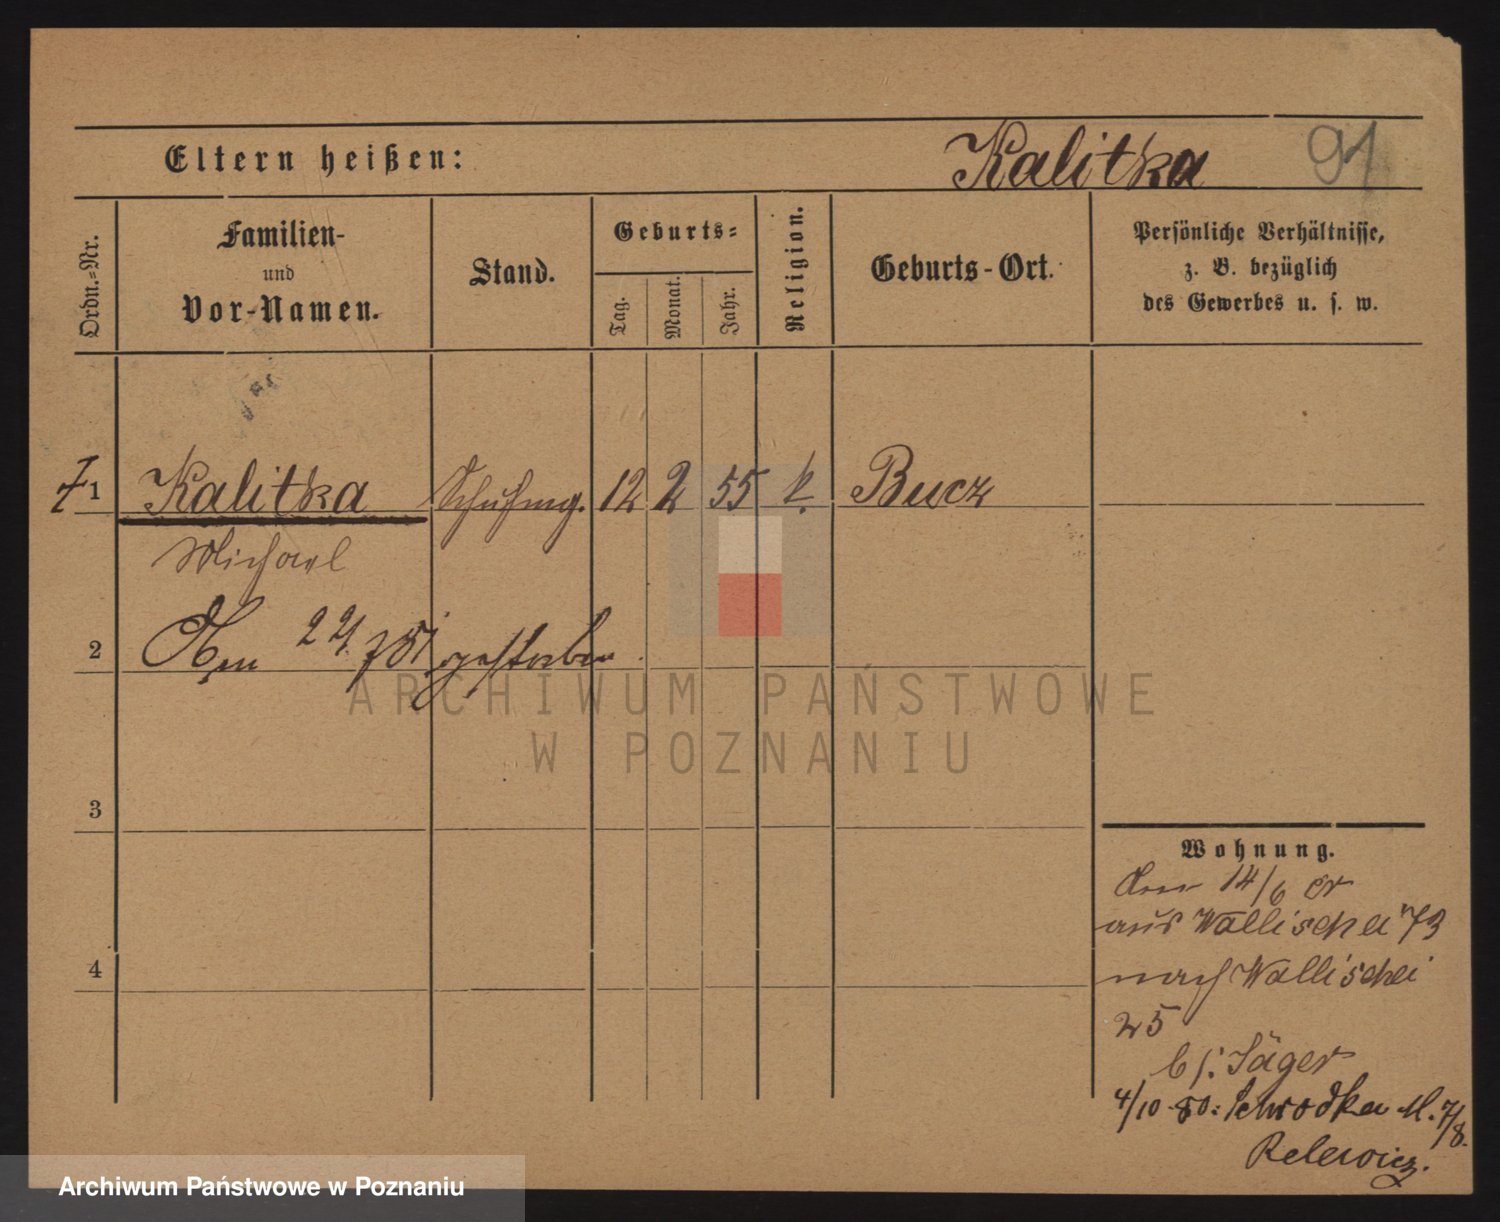 Kalitka 91
Eltern heißen:
Ordn.-Nr.
Familien-
und
Vor-Namen.
Stand.
Geburts-
Tag.
Monat.
Jahr.
Religion.
Geburts-Ort.
Persönliche Verhältnisse,
z. B. bezüglich
des Gewerbes u. s. w.
1 Kalitka Schuhmg. 12 2 55 k. Bucz
Michael
2 Am 22/7 81 gestorben
3
4
Wohnung.
Am 14/6 cr
aus Wallischei 73
nach Wallischei
25
b/: Jäger
4/10 80: Schrodka M. 7/8.
Relewicz.
ARCHIWUM PAŃSTWOWE
W POZNANIU
Archiwum Państwowe w Poznaniu